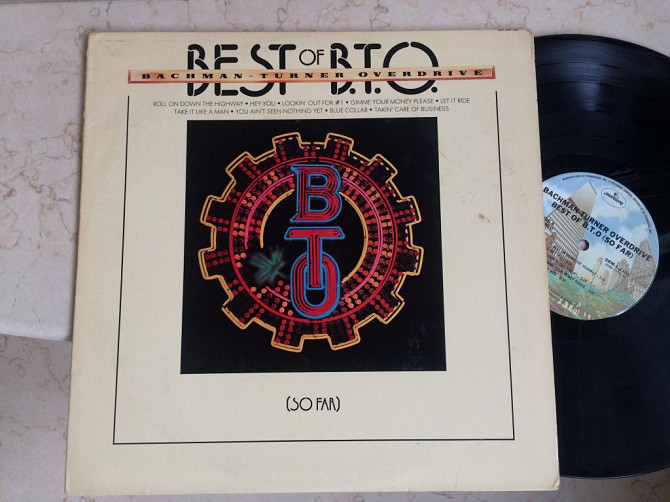 BEST OF B.T.O.
BACHMAN-TURNER OVERDRIVE
ROLL ON DOWN THE HIGHWAY • HEY YOU • LOOKIN' OUT FOR #1 • GIMME YOUR MONEY PLEASE • LET IT RIDE
TAKE IT LIKE A MAN • YOU AIN'T SEEN NOTHING YET • BLUE COLLAR • TAKIN' CARE OF BUSINESS
BTO
(SO FAR)
BACHMAN-TURNER OVERDRIVE
BEST OF B.T.O (SO FAR)